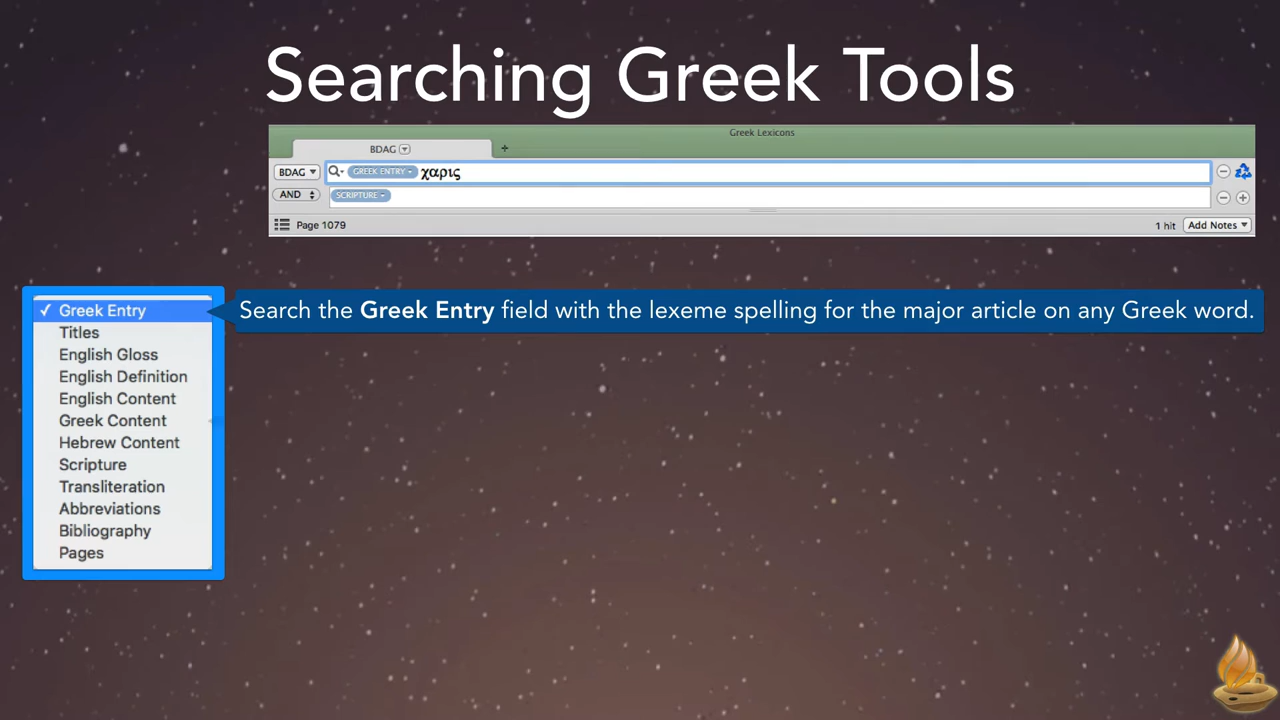 Searching Greek Tools
Greek Lexicons
BDAG
BDAG GREEK ENTRY χαρις
AND SCRIPTURE
Page 1079 1 hit Add Notes
✓ Greek Entry
Search the Greek Entry field with the lexeme spelling for the major article on any Greek word.
Titles
English Gloss
English Definition
English Content
Greek Content
Hebrew Content
Scripture
Transliteration
Abbreviations
Bibliography
Pages